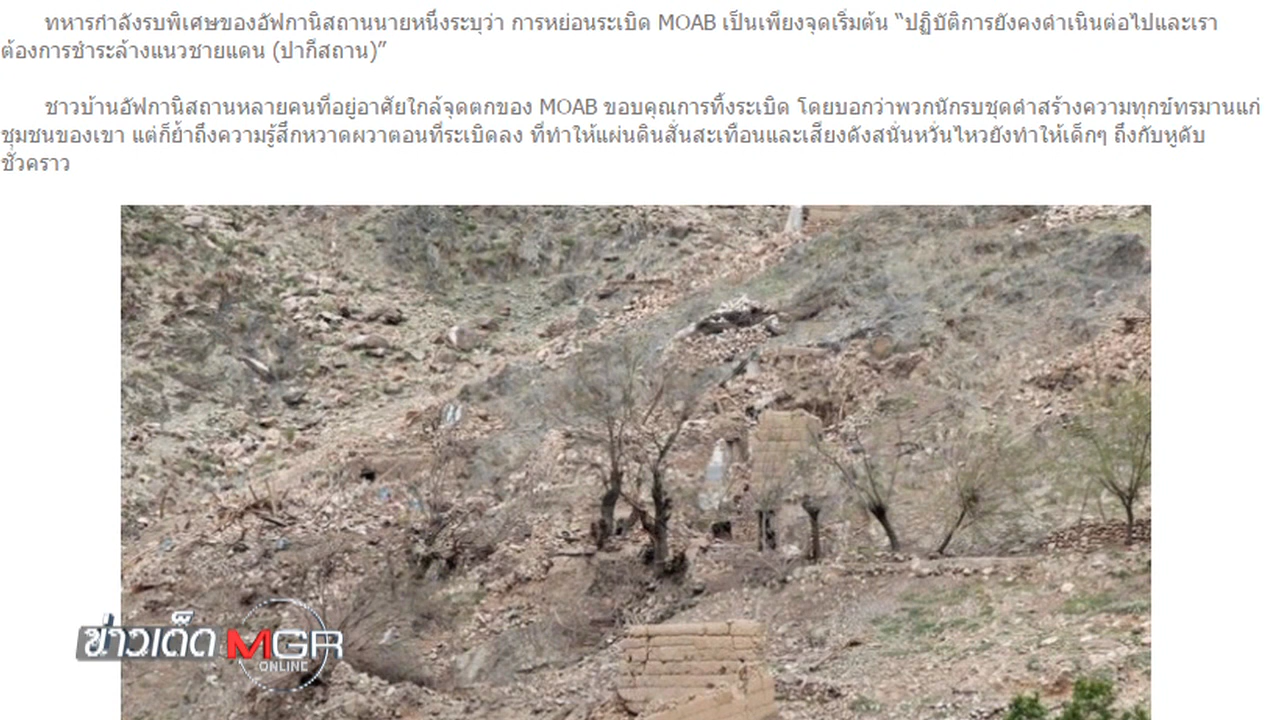 ทหารกำลังรบพิเศษของอัฟกานิสถานนายหนึ่งระบุว่า การหย่อนระเบิด MOAB เป็นเพียงจุดเริ่มต้น “ปฏิบัติการยังคงดำเนินต่อไปและเรา
ต้องการชำระล้างแนวชายแดน (ปากีสถาน)”
ชาวบ้านอัฟกานิสถานหลายคนที่อยู่อาศัยใกล้จุดตกของ MOAB ขอบคุณการทิ้งระเบิด โดยบอกว่าพวกนักรบชุดดำสร้างความทุกข์ทรมานแก่
ชุมชนของเขา แต่ก็ย้ำถึงความรู้สึกหวาดผวาตอนที่ระเบิดลง ที่ทำให้แผ่นดินสั่นสะเทือนและเสียงดังสนั่นหวั่นไหวยังทำให้เด็กๆ ถึงกับหูดับ
ชั่วคราว
ข่าวเด็ด MGR
ONLINE